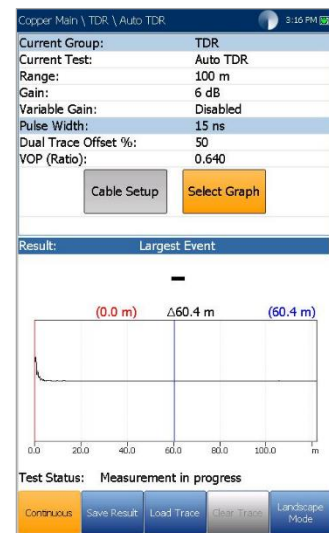 Copper Main \ TDR \ Auto TDR 3:16 PM
Current Group: TDR
Current Test: Auto TDR
Range: 100 m
Gain: 6 dB
Variable Gain: Disabled
Pulse Width: 15 ns
Dual Trace Offset %: 50
VOP (Ratio): 0.640
Cable Setup Select Graph
Result: Largest Event
–
(0.0 m) Δ60.4 m (60.4 m)
0.0 20.0 40.0 60.0 80.0 100.0 m
Test Status: Measurement in progress
Continuous Save Result Load Trace Clear Trace Landscape
Mode